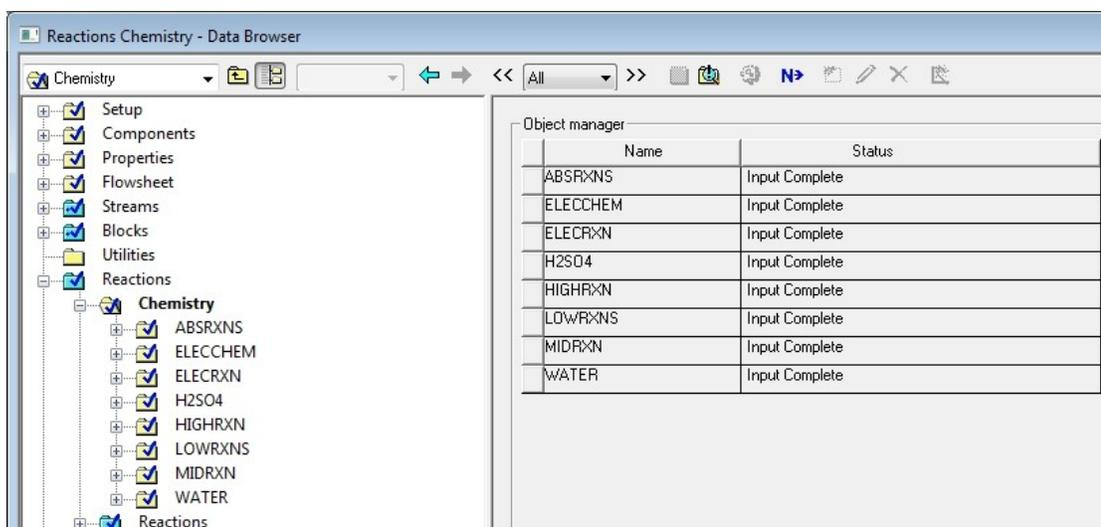 Reactions Chemistry - Data Browser
Chemistry
<< All >> N
Setup
Components
Properties
Flowsheet
Streams
Blocks
Utilities
Reactions
Chemistry
ABSRXNS
ELECCHEM
ELECRXN
H2SO4
HIGHRXN
LOWRXNS
MIDRXN
WATER
Reactions
Object manager
Name Status
ABSRXNS Input Complete
ELECCHEM Input Complete
ELECRXN Input Complete
H2SO4 Input Complete
HIGHRXN Input Complete
LOWRXNS Input Complete
MIDRXN Input Complete
WATER Input Complete